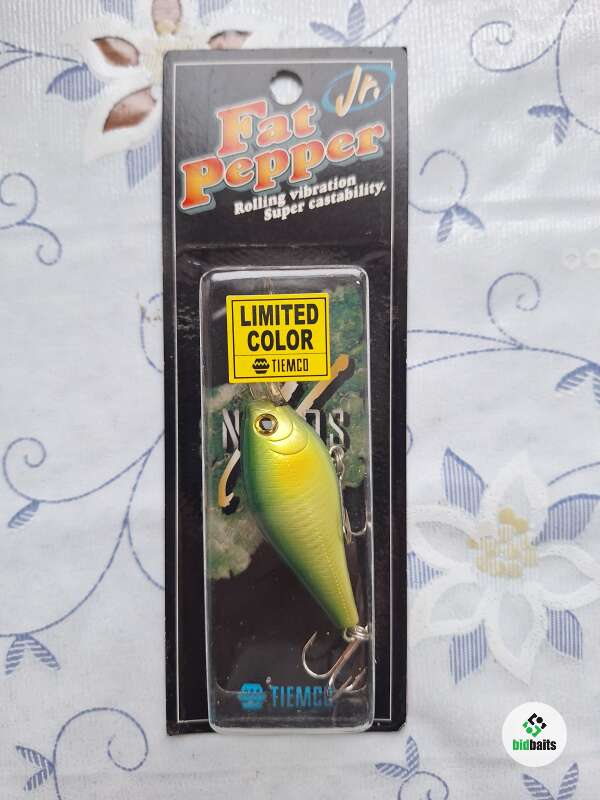 Jr.
Fat
Pepper
Rolling vibration
Super castability.
LIMITED
COLOR
TIEMCO
TIEMCO
bidbaits